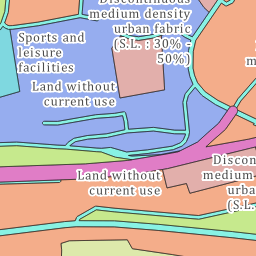 Discontinuous
medium density
urban fabric
(S.L. : 30% -
50%)
Sports and
leisure
facilities
Land without
current use
Land without
current use
Discon
medium
urba
(S.L.
m